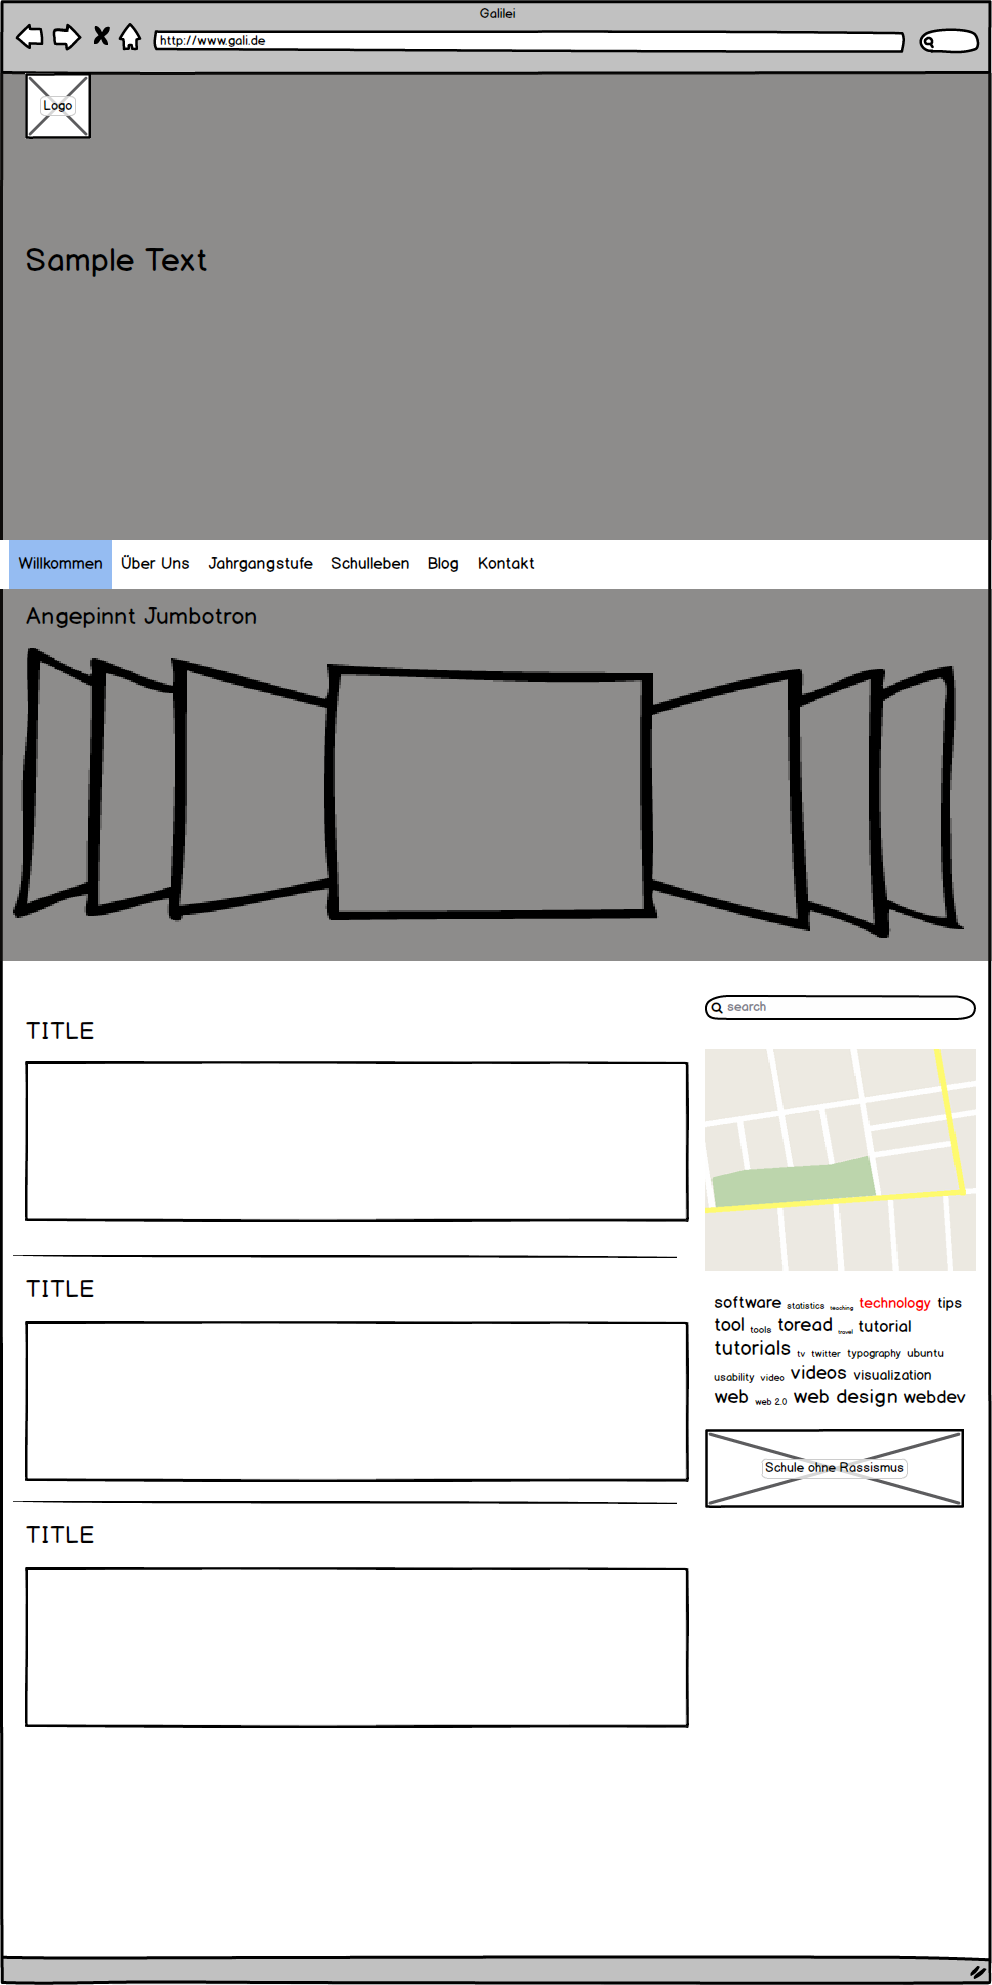 Galilei
http://www.gali.de
Logo
Sample Text
Willkommen Über Uns Jahrgangstufe Schulleben Blog Kontakt
Angepinnt Jumbotron
search
TITLE
TITLE
software statistics teaching technology tips
tool tools toread travel tutorial
tutorials tv twitter typography ubuntu
usability video videos visualization
web web 2.0 web design webdev
Schule ohne Rassismus
TITLE